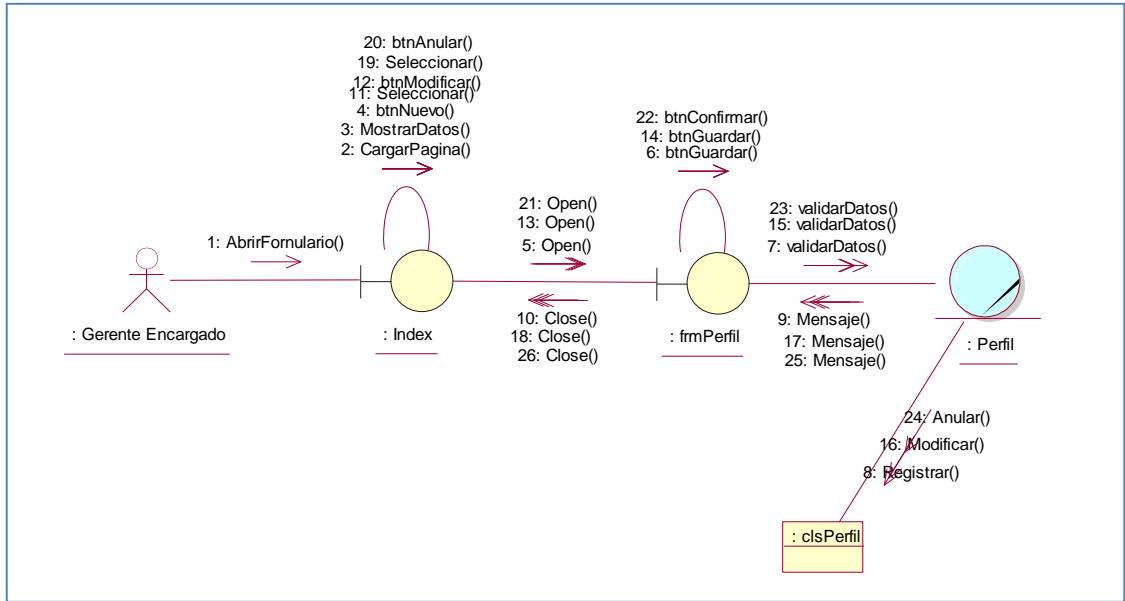 20: btnAnular()
19: Seleccionar()
12: btnModificar()
11: Seleccionar()
4: btnNuevo()
3: MostrarDatos()
2: CargarPagina()
22: btnConfirmar()
14: btnGuardar()
6: btnGuardar()
21: Open()
13: Open()
5: Open()
23: validarDatos()
15: validarDatos()
7: validarDatos()
1: AbrirFornulario()
10: Close()
18: Close()
26: Close()
9: Mensaje()
17: Mensaje()
25: Mensaje()
: Gerente Encargado
: Index
: frmPerfil
: Perfil
24: Anular()
16: Modificar()
8: Registrar()
: clsPerfil